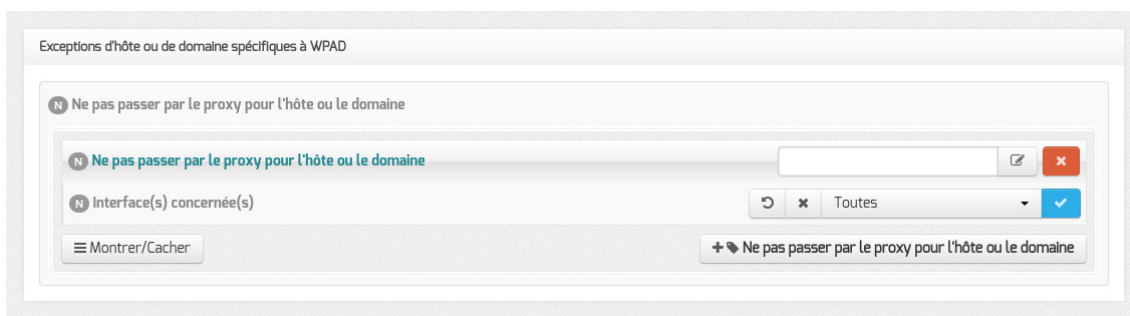 Exceptions d'hôte ou de domaine spécifiques à WPAD
N Ne pas passer par le proxy pour l'hôte ou le domaine
N Ne pas passer par le proxy pour l'hôte ou le domaine
N Interface(s) concernée(s) Toutes
Montrer/Cacher Ne pas passer par le proxy pour l'hôte ou le domaine